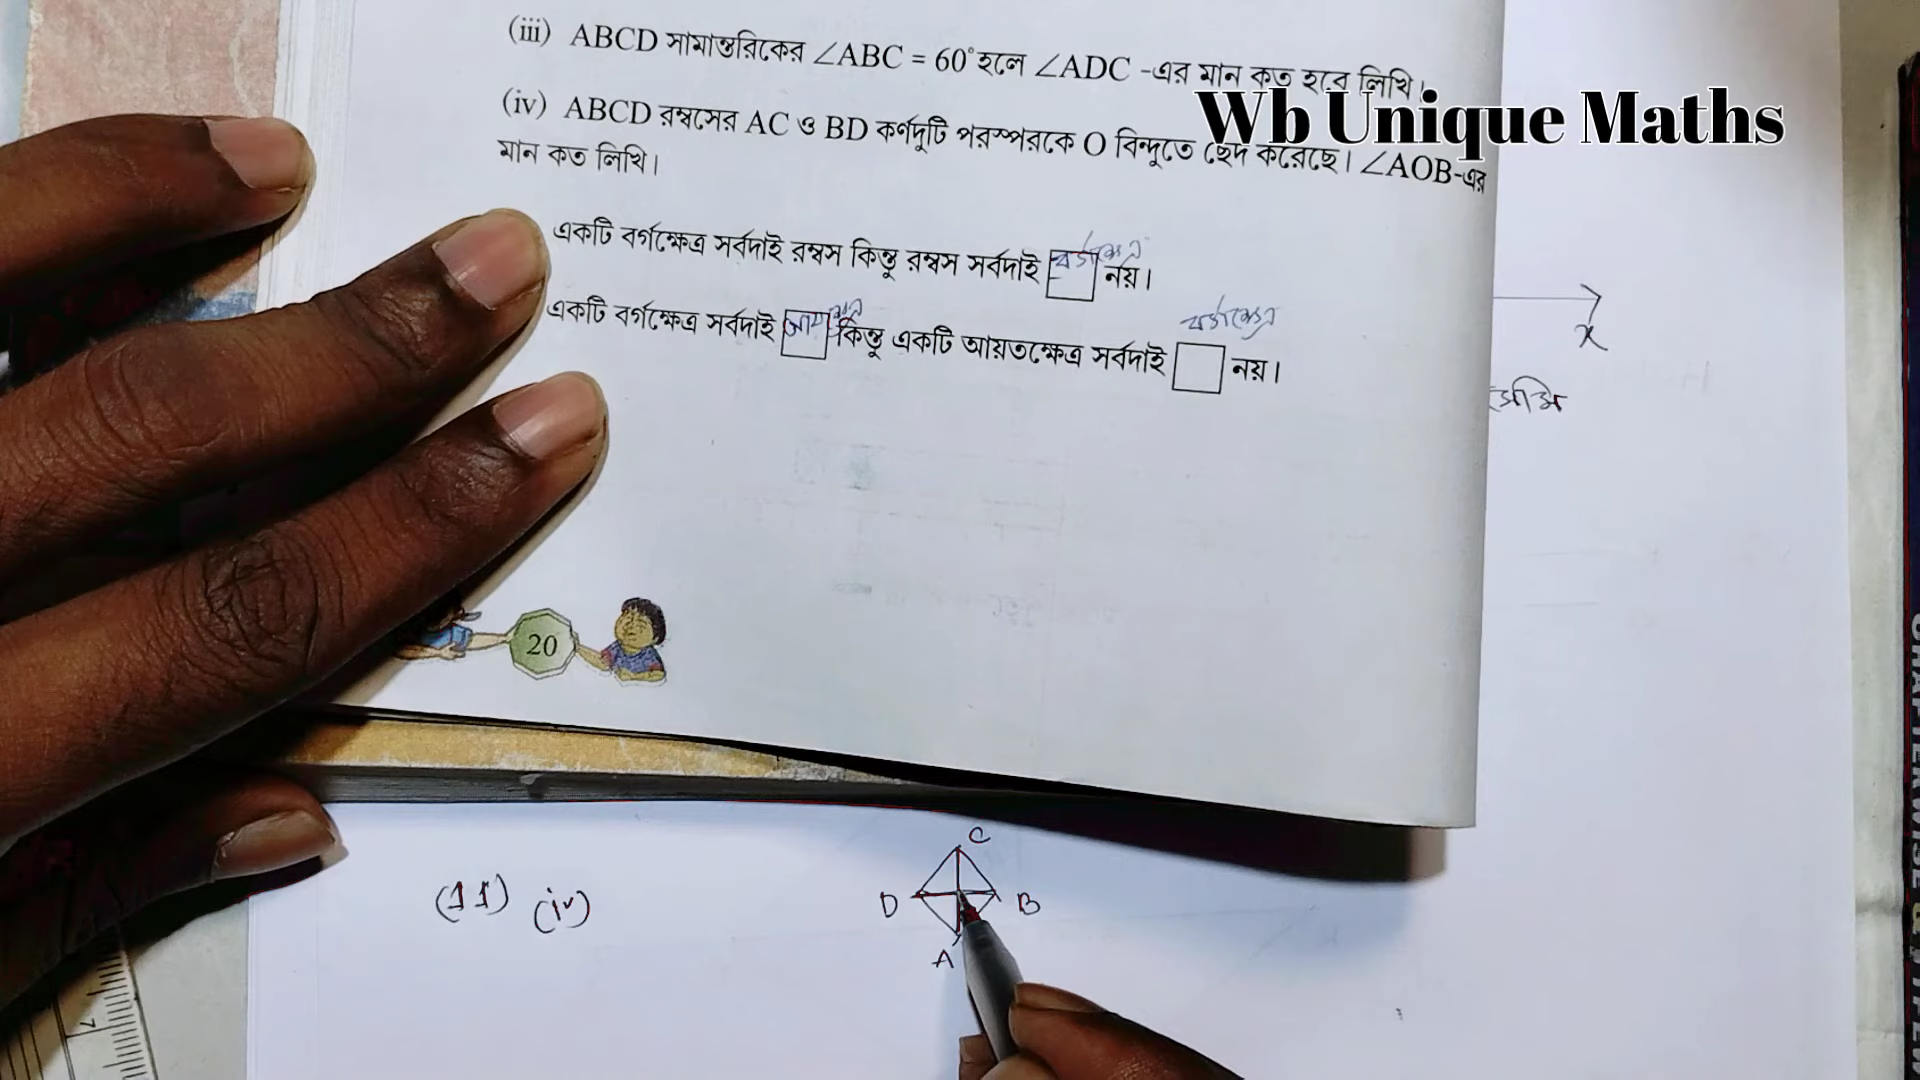 (iii) ABCD সামান্তরিকের ∠ABC = 60° হলে ∠ADC -এর মান কত হবে লিখি।
Wb Unique Maths
(iv) ABCD রম্বসের AC ও BD কর্ণদুটি পরস্পরকে O বিন্দুতে ছেদ করেছে। ∠AOB-এর
মান কত লিখি।
বর্গক্ষেত্র
একটি বর্গক্ষেত্র সর্বদাই রম্বস কিন্তু রম্বস সর্বদাই নয়।
বর্গক্ষেত্র
একটি বর্গক্ষেত্র সর্বদাই কিন্তু একটি আয়তক্ষেত্র সর্বদাই নয়।
x
সেমি
20
C
(11) (iv)
D B
A
7